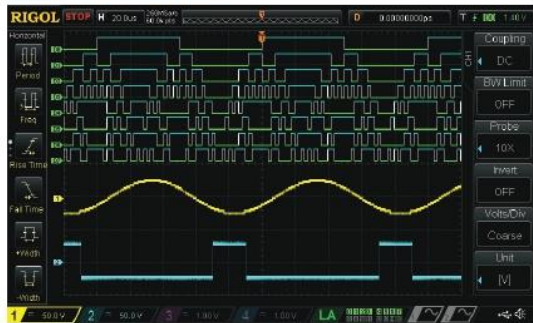 RIGOL STOP H 20.0us D 0.00000000ps T 1.40 V
Horizontal
Period
Freq
Rise Time
Fall Time
+Width
-Width
CH1
Coupling
DC
BW Limit
OFF
Probe
10X
Invert
OFF
Volts/Div
Coarse
Unit
[V]
1 = 50.0 V 2 = 50.0 V 3 = 1.00 V 4 = 1.00 V LA